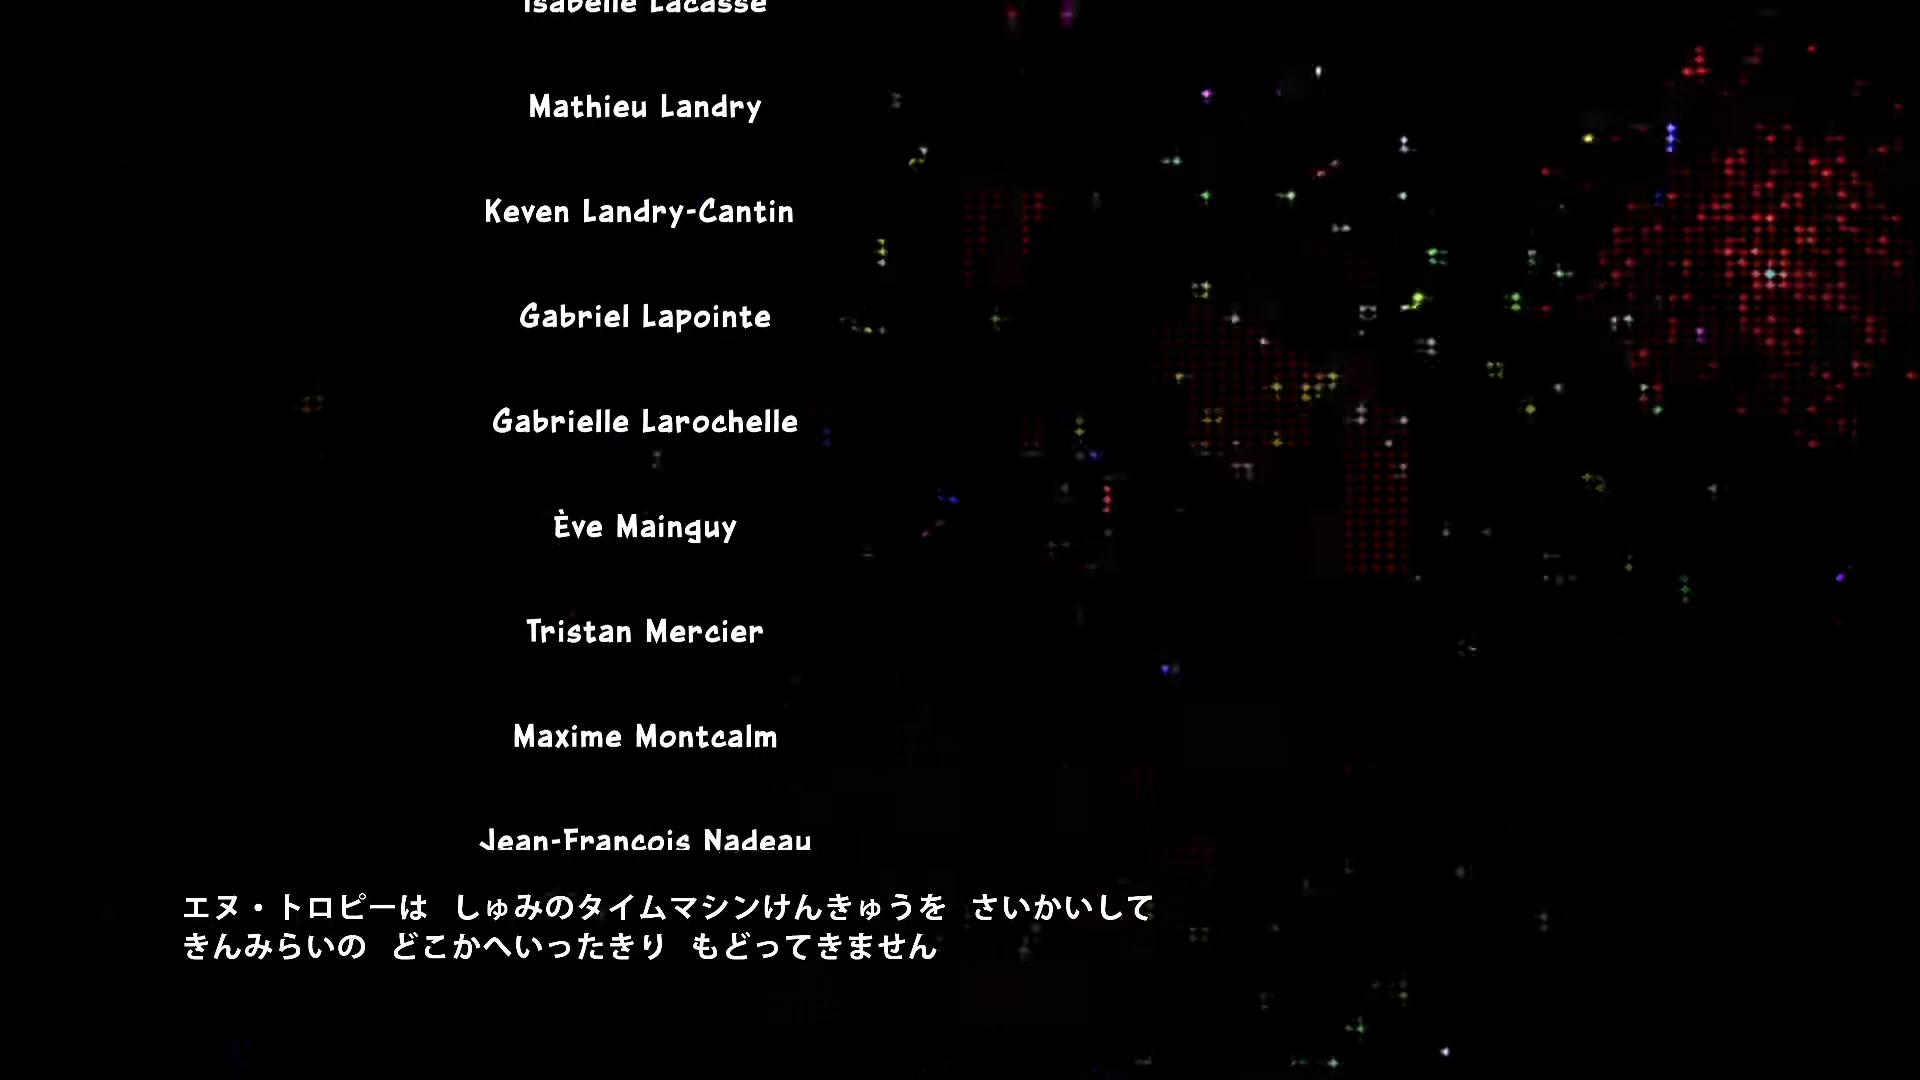 Isabelle Lacasse
Mathieu Landry
Keven Landry-Cantin
Gabriel Lapointe
Gabrielle Larochelle
Ève Mainguy
Tristan Mercier
Maxime Montcalm
Jean-Francois Nadeau
エヌ・トロピーは　しゅみのタイムマシンけんきゅうを　さいかいして
きんみらいの　どこかへいったきり　もどってきません